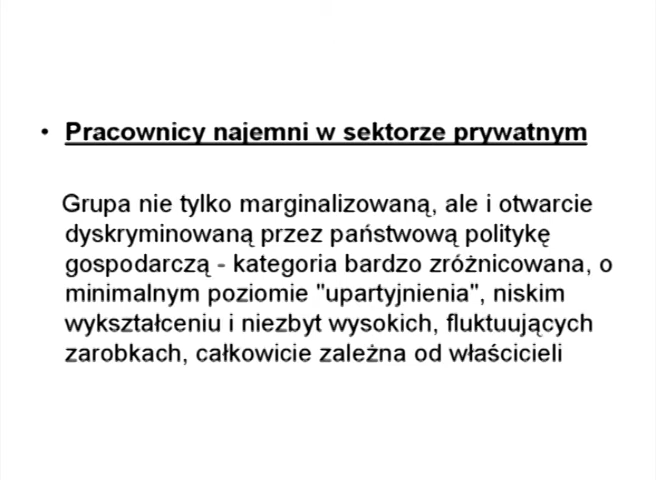 • Pracownicy najemni w sektorze prywatnym
Grupa nie tylko marginalizowaną, ale i otwarcie
dyskryminowaną przez państwową politykę
gospodarczą - kategoria bardzo zróżnicowana, o
minimalnym poziomie "upartyjnienia", niskim
wykształceniu i niezbyt wysokich, fluktuujących
zarobkach, całkowicie zależna od właścicieli